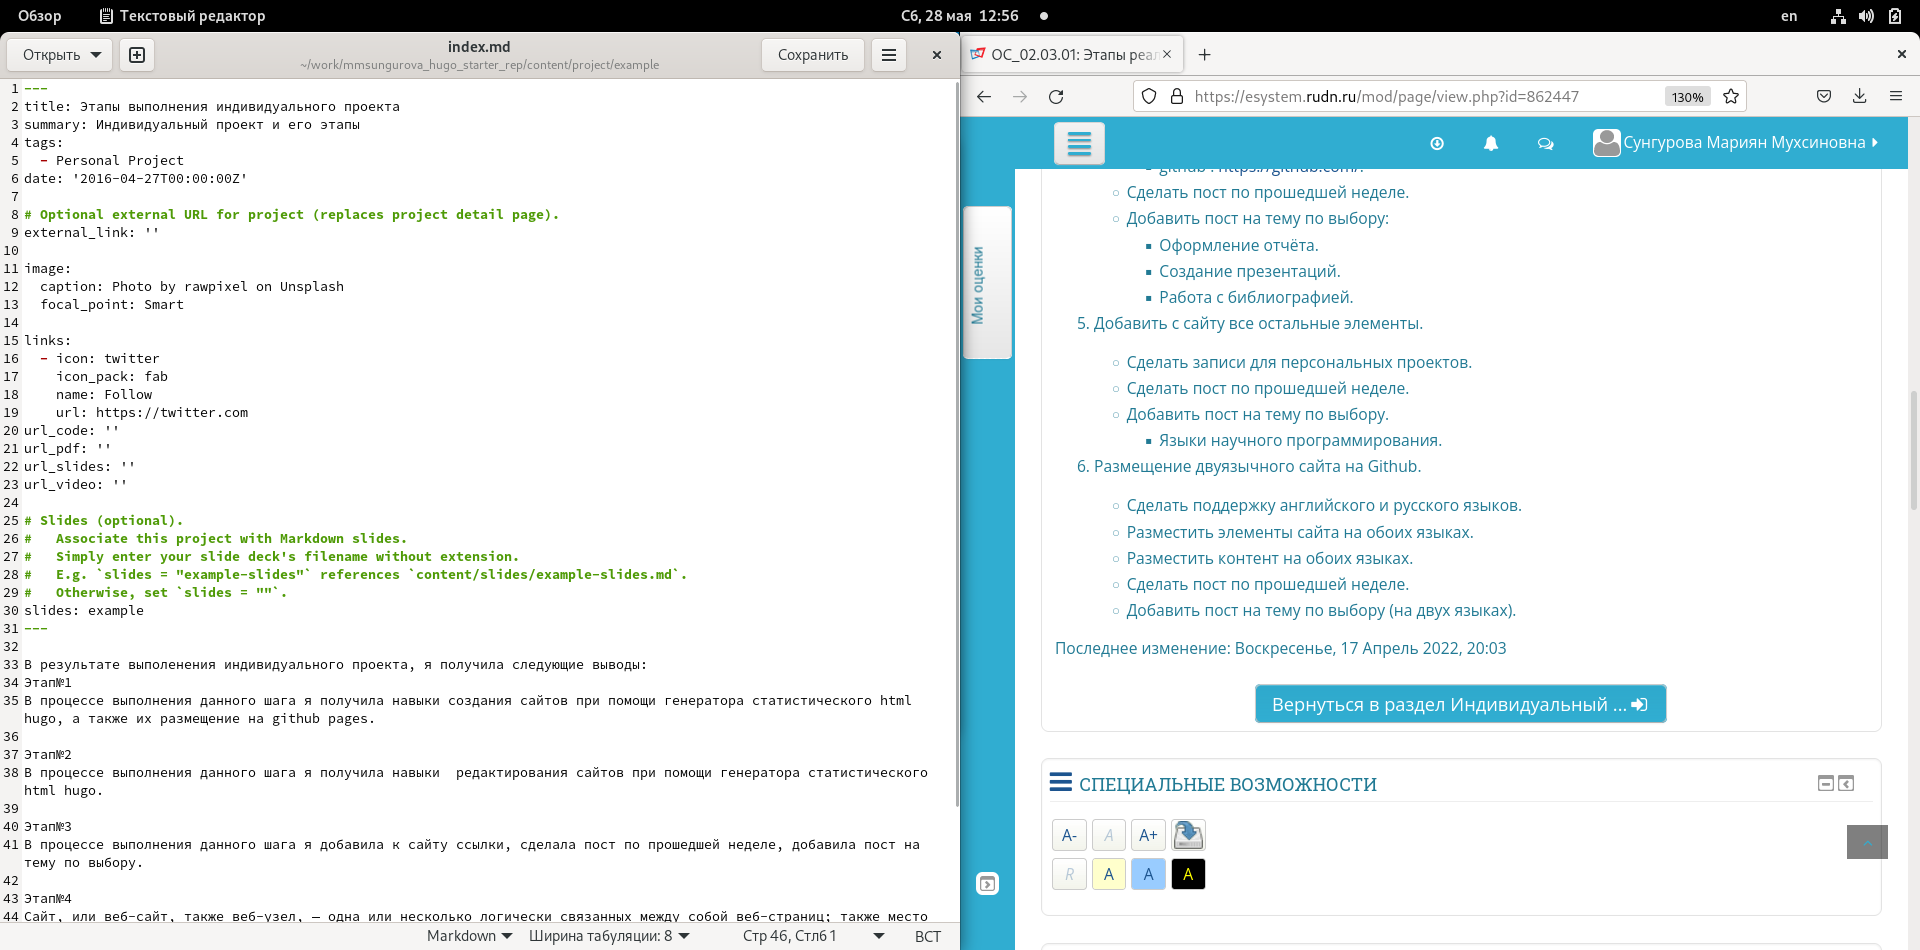 Обзор
Текстовый редактор
Сб, 28 мая 12:56
en
Открыть
index.md
~/work/mmsungurova_hugo_starter_rep/content/project/example
Сохранить
1 ---
2 title: Этапы выполнения индивидуального проекта
3 summary: Индивидуальный проект и его этапы
4 tags:
5   - Personal Project
6 date: '2016-04-27T00:00:00Z'
7
8 # Optional external URL for project (replaces project detail page).
9 external_link: ''
10
11 image:
12   caption: Photo by rawpixel on Unsplash
13   focal_point: Smart
14
15 links:
16   - icon: twitter
17     icon_pack: fab
18     name: Follow
19     url: https://twitter.com
20 url_code: ''
21 url_pdf: ''
22 url_slides: ''
23 url_video: ''
24
25 # Slides (optional).
26 #   Associate this project with Markdown slides.
27 #   Simply enter your slide deck's filename without extension.
28 #   E.g. `slides = "example-slides"` references `content/slides/example-slides.md`.
29 #   Otherwise, set `slides = ""`.
30 slides: example
31 ---
32
33 В результате выполенения индивидуального проекта, я получила следующие выводы:
34 Этап№1
35 В процессе выполнения данного шага я получила навыки создания сайтов при помощи генератора статистического html
hugo, а также их размещение на github pages.
36
37 Этап№2
38 В процессе выполнения данного шага я получила навыки  редактирования сайтов при помощи генератора статистического
html hugo.
39
40 Этап№3
41 В процессе выполнения данного шага я добавила к сайту ссылки, сделала пост по прошедшей неделе, добавила пост на
тему по выбору.
42
43 Этап№4
44 Сайт, или веб-сайт, также веб-узел, — одна или несколько логически связанных между собой веб-страниц; также место
Markdown
Ширина табуляции: 8
Стр 46, Стлб1
ВСТ
ОС_02.03.01: Этапы реал
https://esystem.rudn.ru/mod/page/view.php?id=862447
130%
Сунгурова Мариян Мухсиновна
Мои оценки
github : https://github.com/.
Сделать пост по прошедшей неделе.
Добавить пост на тему по выбору:
Оформление отчёта.
Создание презентаций.
Работа с библиографией.
5. Добавить с сайту все остальные элементы.
Сделать записи для персональных проектов.
Сделать пост по прошедшей неделе.
Добавить пост на тему по выбору.
Языки научного программирования.
6. Размещение двуязычного сайта на Github.
Сделать поддержку английского и русского языков.
Разместить элементы сайта на обоих языках.
Разместить контент на обоих языках.
Сделать пост по прошедшей неделе.
Добавить пост на тему по выбору (на двух языках).
Последнее изменение: Воскресенье, 17 Апрель 2022, 20:03
Вернуться в раздел Индивидуальный ...
СПЕЦИАЛЬНЫЕ ВОЗМОЖНОСТИ
A- A A+
R A A A